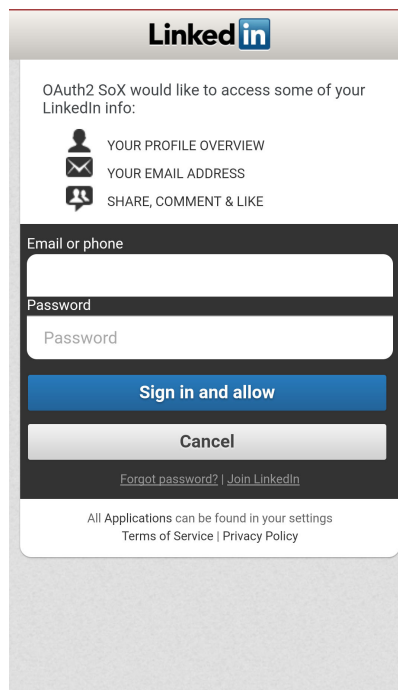 Linked in
OAuth2 SoX would like to access some of your
LinkedIn info:
YOUR PROFILE OVERVIEW
YOUR EMAIL ADDRESS
SHARE, COMMENT & LIKE
Email or phone
Password
Password
Sign in and allow
Cancel
Forgot password? | Join LinkedIn
All Applications can be found in your settings
Terms of Service | Privacy Policy